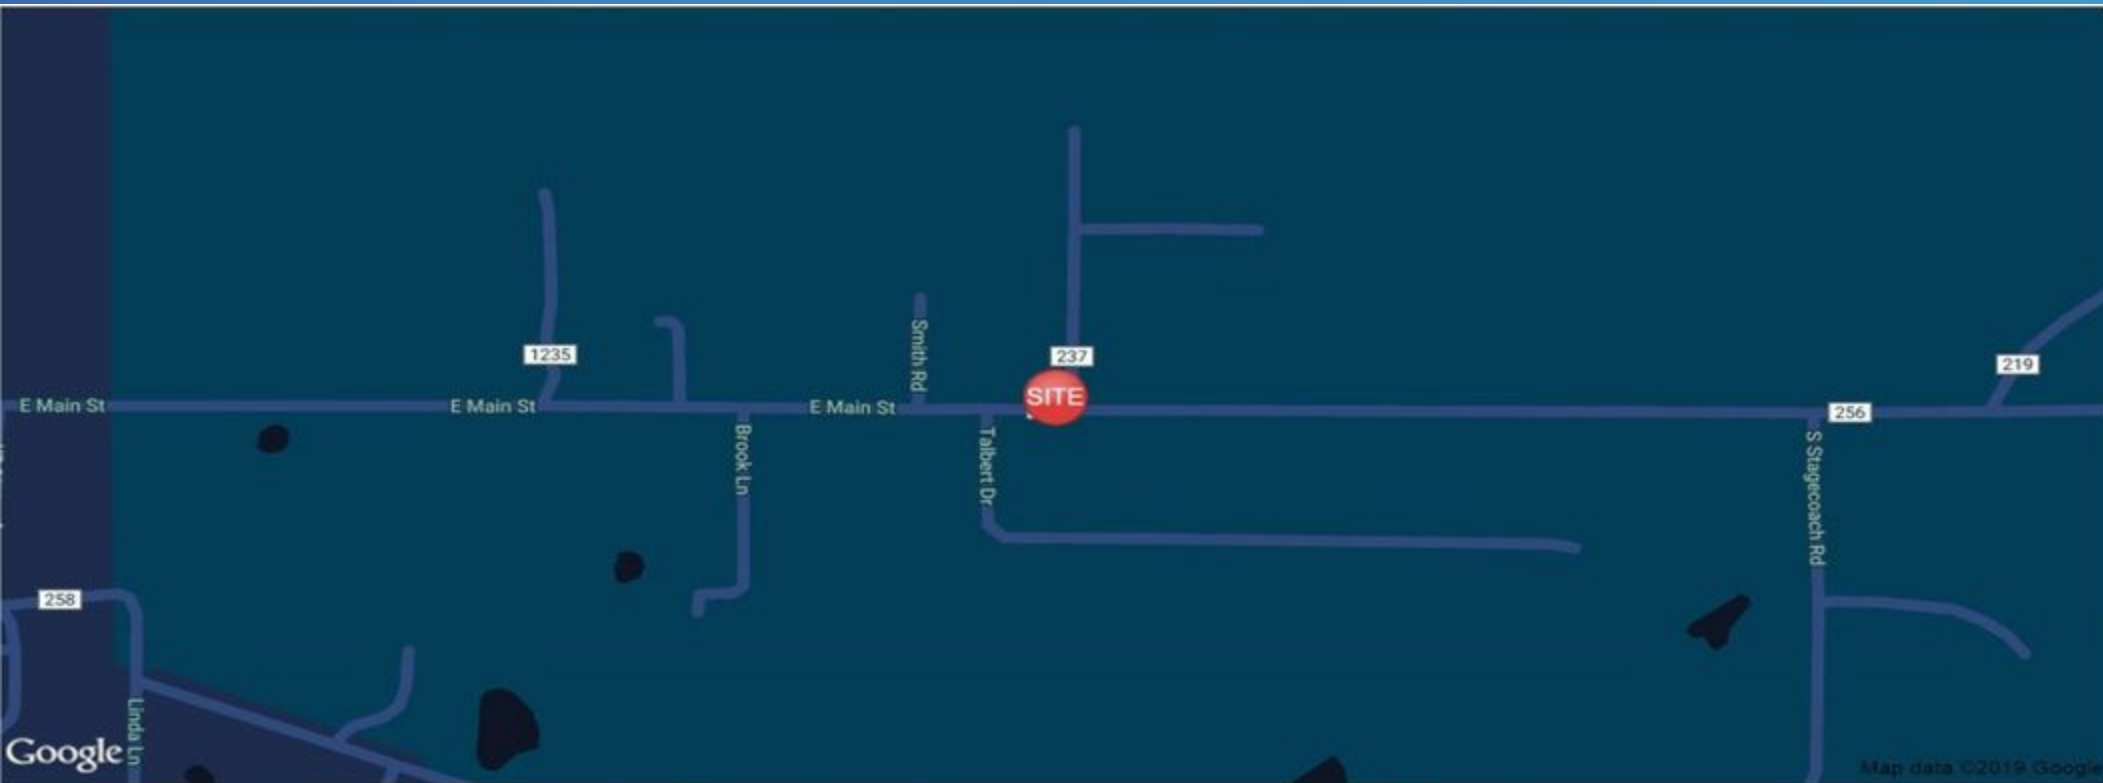 Smith Rd
1235
237
219
SITE
E Main St
E Main St
E Main St
256
Brook Ln
Talbert Dr
S Stagecoach Rd
258
Linda Ln
Google
Map data ©2019 Google